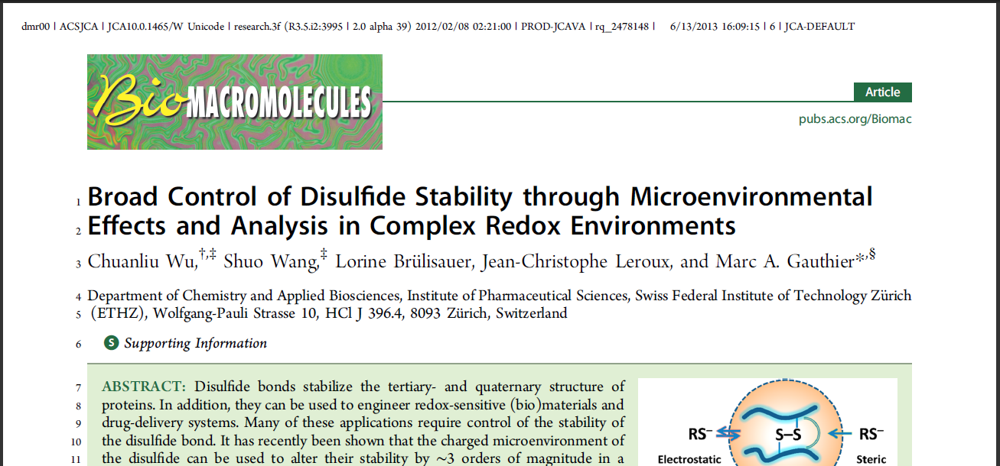 dmr00 | ACSJCA | JCA10.0.1465/W Unicode | research.3f (R3.5.i2:3995 | 2.0 alpha 39) 2012/02/08 02:21:00 | PROD-JCAVA | rq_2478148 | 6/13/2013 16:09:15 | 6 | JCA-DEFAULT
BioMACROMOLECULES
Article
pubs.acs.org/Biomac
1 Broad Control of Disulfide Stability through Microenvironmental
2 Effects and Analysis in Complex Redox Environments
3 Chuanliu Wu,†,‡ Shuo Wang,‡ Lorine Brülisauer, Jean-Christophe Leroux, and Marc A. Gauthier*,§
4 Department of Chemistry and Applied Biosciences, Institute of Pharmaceutical Sciences, Swiss Federal Institute of Technology Zürich
5 (ETHZ), Wolfgang-Pauli Strasse 10, HCl J 396.4, 8093 Zürich, Switzerland
6 S Supporting Information
7 ABSTRACT: Disulfide bonds stabilize the tertiary- and quaternary structure of
8 proteins. In addition, they can be used to engineer redox-sensitive (bio)materials and
9 drug-delivery systems. Many of these applications require control of the stability of
10 the disulfide bond. It has recently been shown that the charged microenvironment of
11 the disulfide can be used to alter their stability by ~3 orders of magnitude in a
RS⁻ S–S RS⁻
Electrostatic Steric